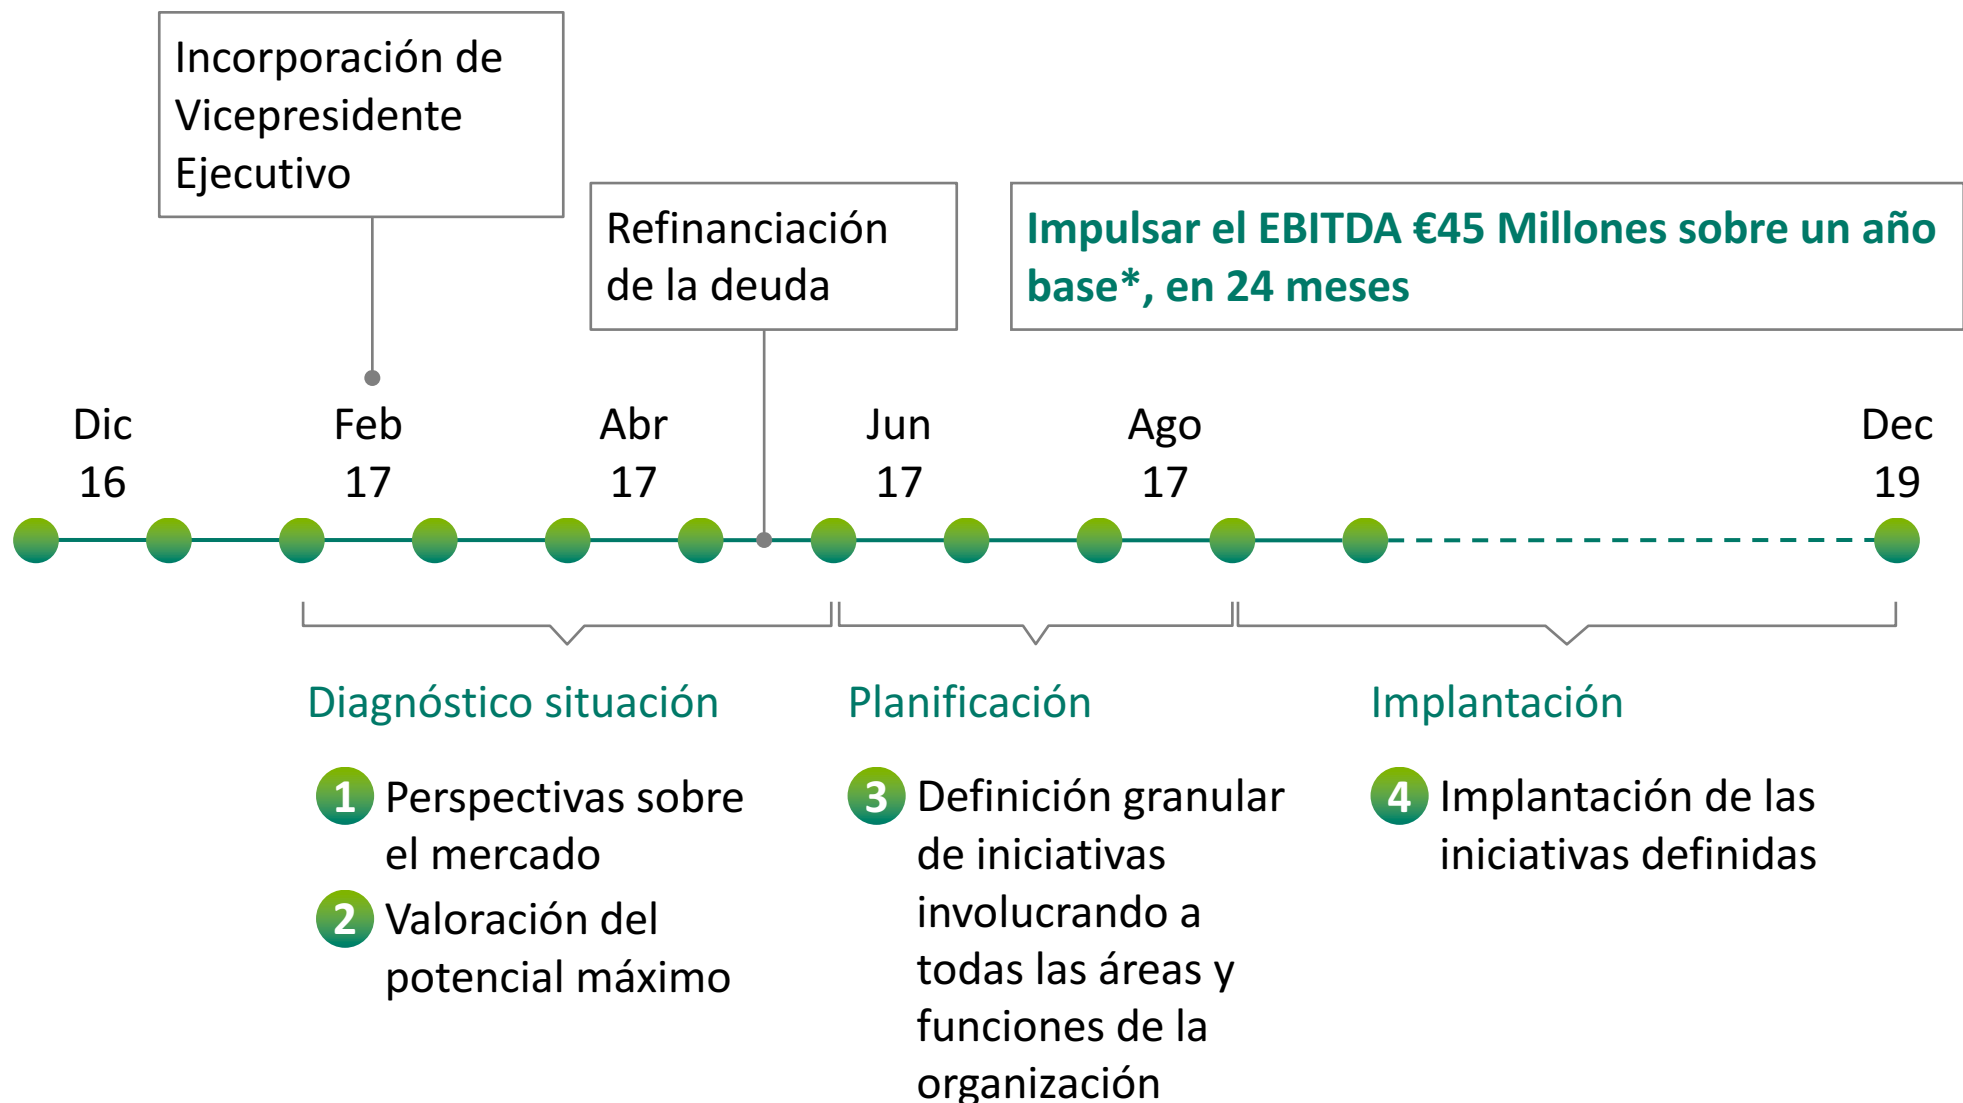 Incorporación de
Vicepresidente
Ejecutivo
Refinanciación
de la deuda
Impulsar el EBITDA €45 Millones sobre un año
base*, en 24 meses
Dic
16
Feb
17
Abr
17
Jun
17
Ago
17
Dec
19
Diagnóstico situación
1 Perspectivas sobre
el mercado
2 Valoración del
potencial máximo
Planificación
3 Definición granular
de iniciativas
involucrando a
todas las áreas y
funciones de la
organización
Implantación
4 Implantación de las
iniciativas definidas